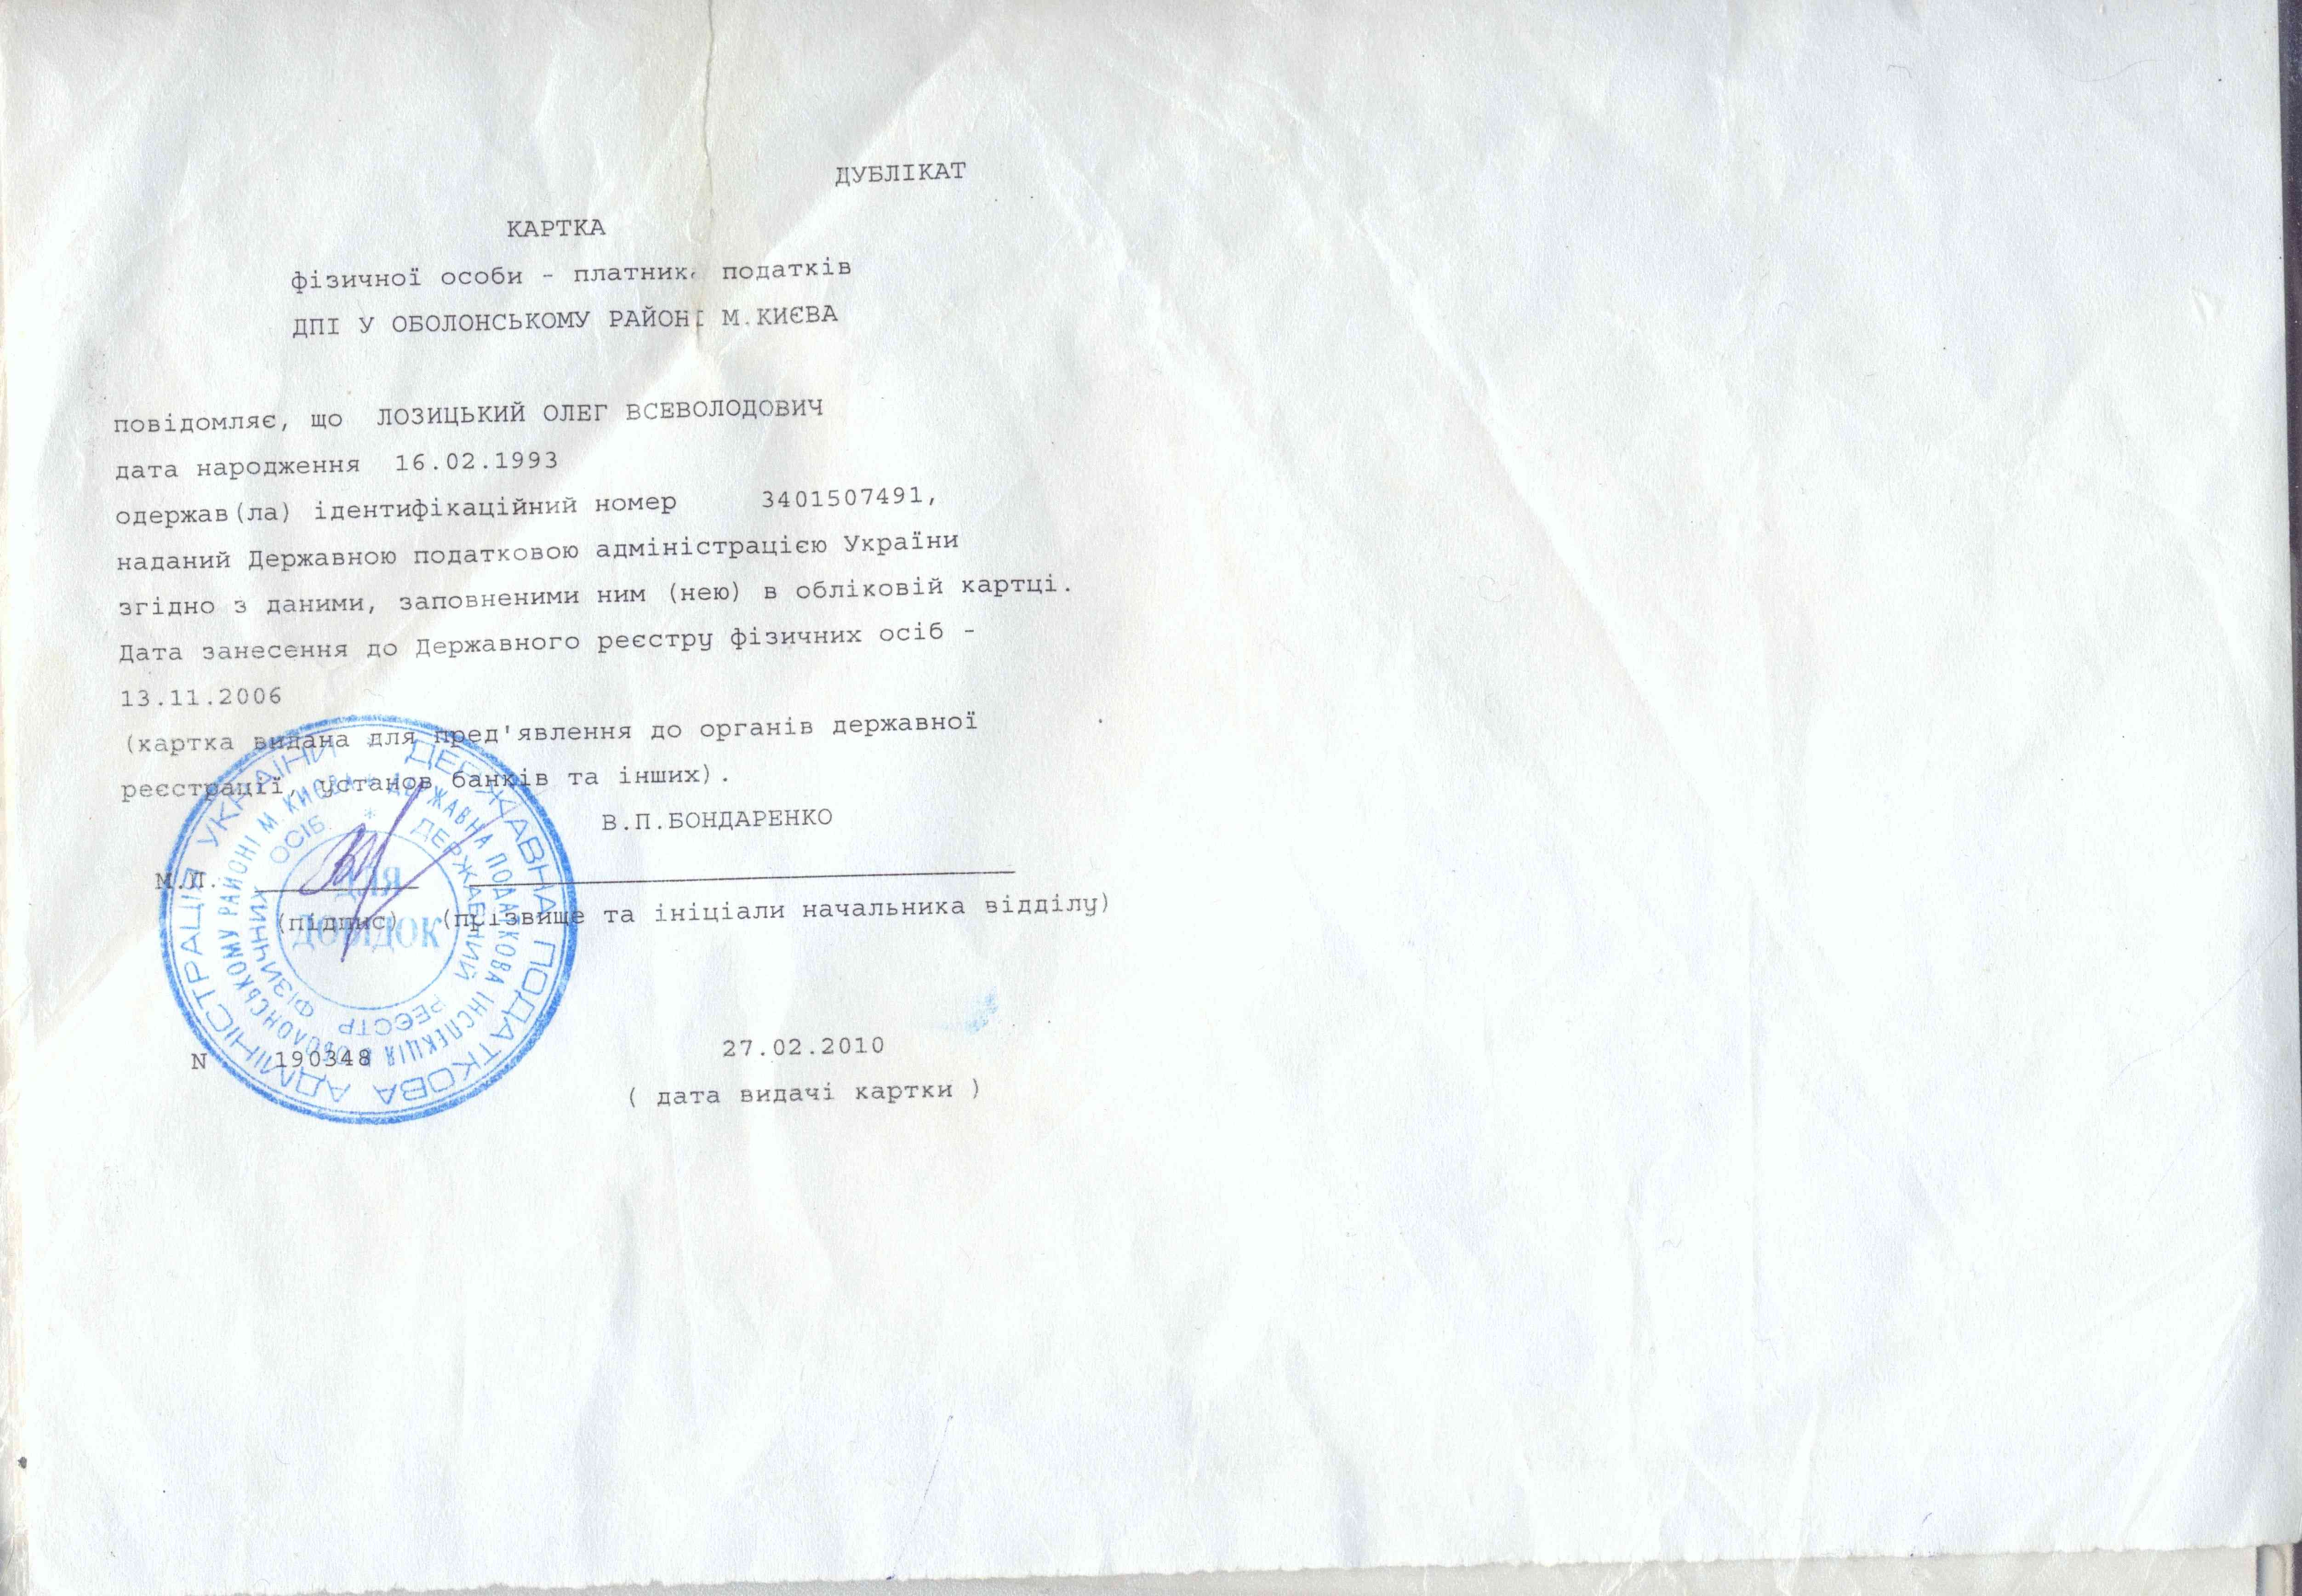 ДУБЛІКАТ
КАРТКА
фізичної особи - платника податків
ДПІ У ОБОЛОНСЬКОМУ РАЙОНІ М.КИЄВА
повідомляє, що ЛОЗИЦЬКИЙ ОЛЕГ ВСЕВОЛОДОВИЧ
дата народження 16.02.1993
одержав(ла) ідентифікаційний номер 3401507491,
наданий Державною податковою адміністрацією України
згідно з даними, заповненими ним (нею) в обліковій картці.
Дата занесення до Державного реєстру фізичних осіб -
13.11.2006
(картка видана для пред'явлення до органів державної
реєстрації, установ банків та інших).
В.П.БОНДАРЕНКО
М.П.
(підпис) (прізвище та ініціали начальника відділу)
N 190348 27.02.2010
( дата видачі картки )
ДЕРЖАВНА ПОДАТКОВА АДМІНІСТРАЦІЯ УКРАЇНИ
ДЕРЖАВНА ПОДАТКОВА ІНСПЕКЦІЯ У ОБОЛОНСЬКОМУ РАЙОНІ М КИЄВА
ДЕРЖАВНИЙ РЕЄСТР ФІЗИЧНИХ ОСІБ
ДЛЯ
ДОВІДОК